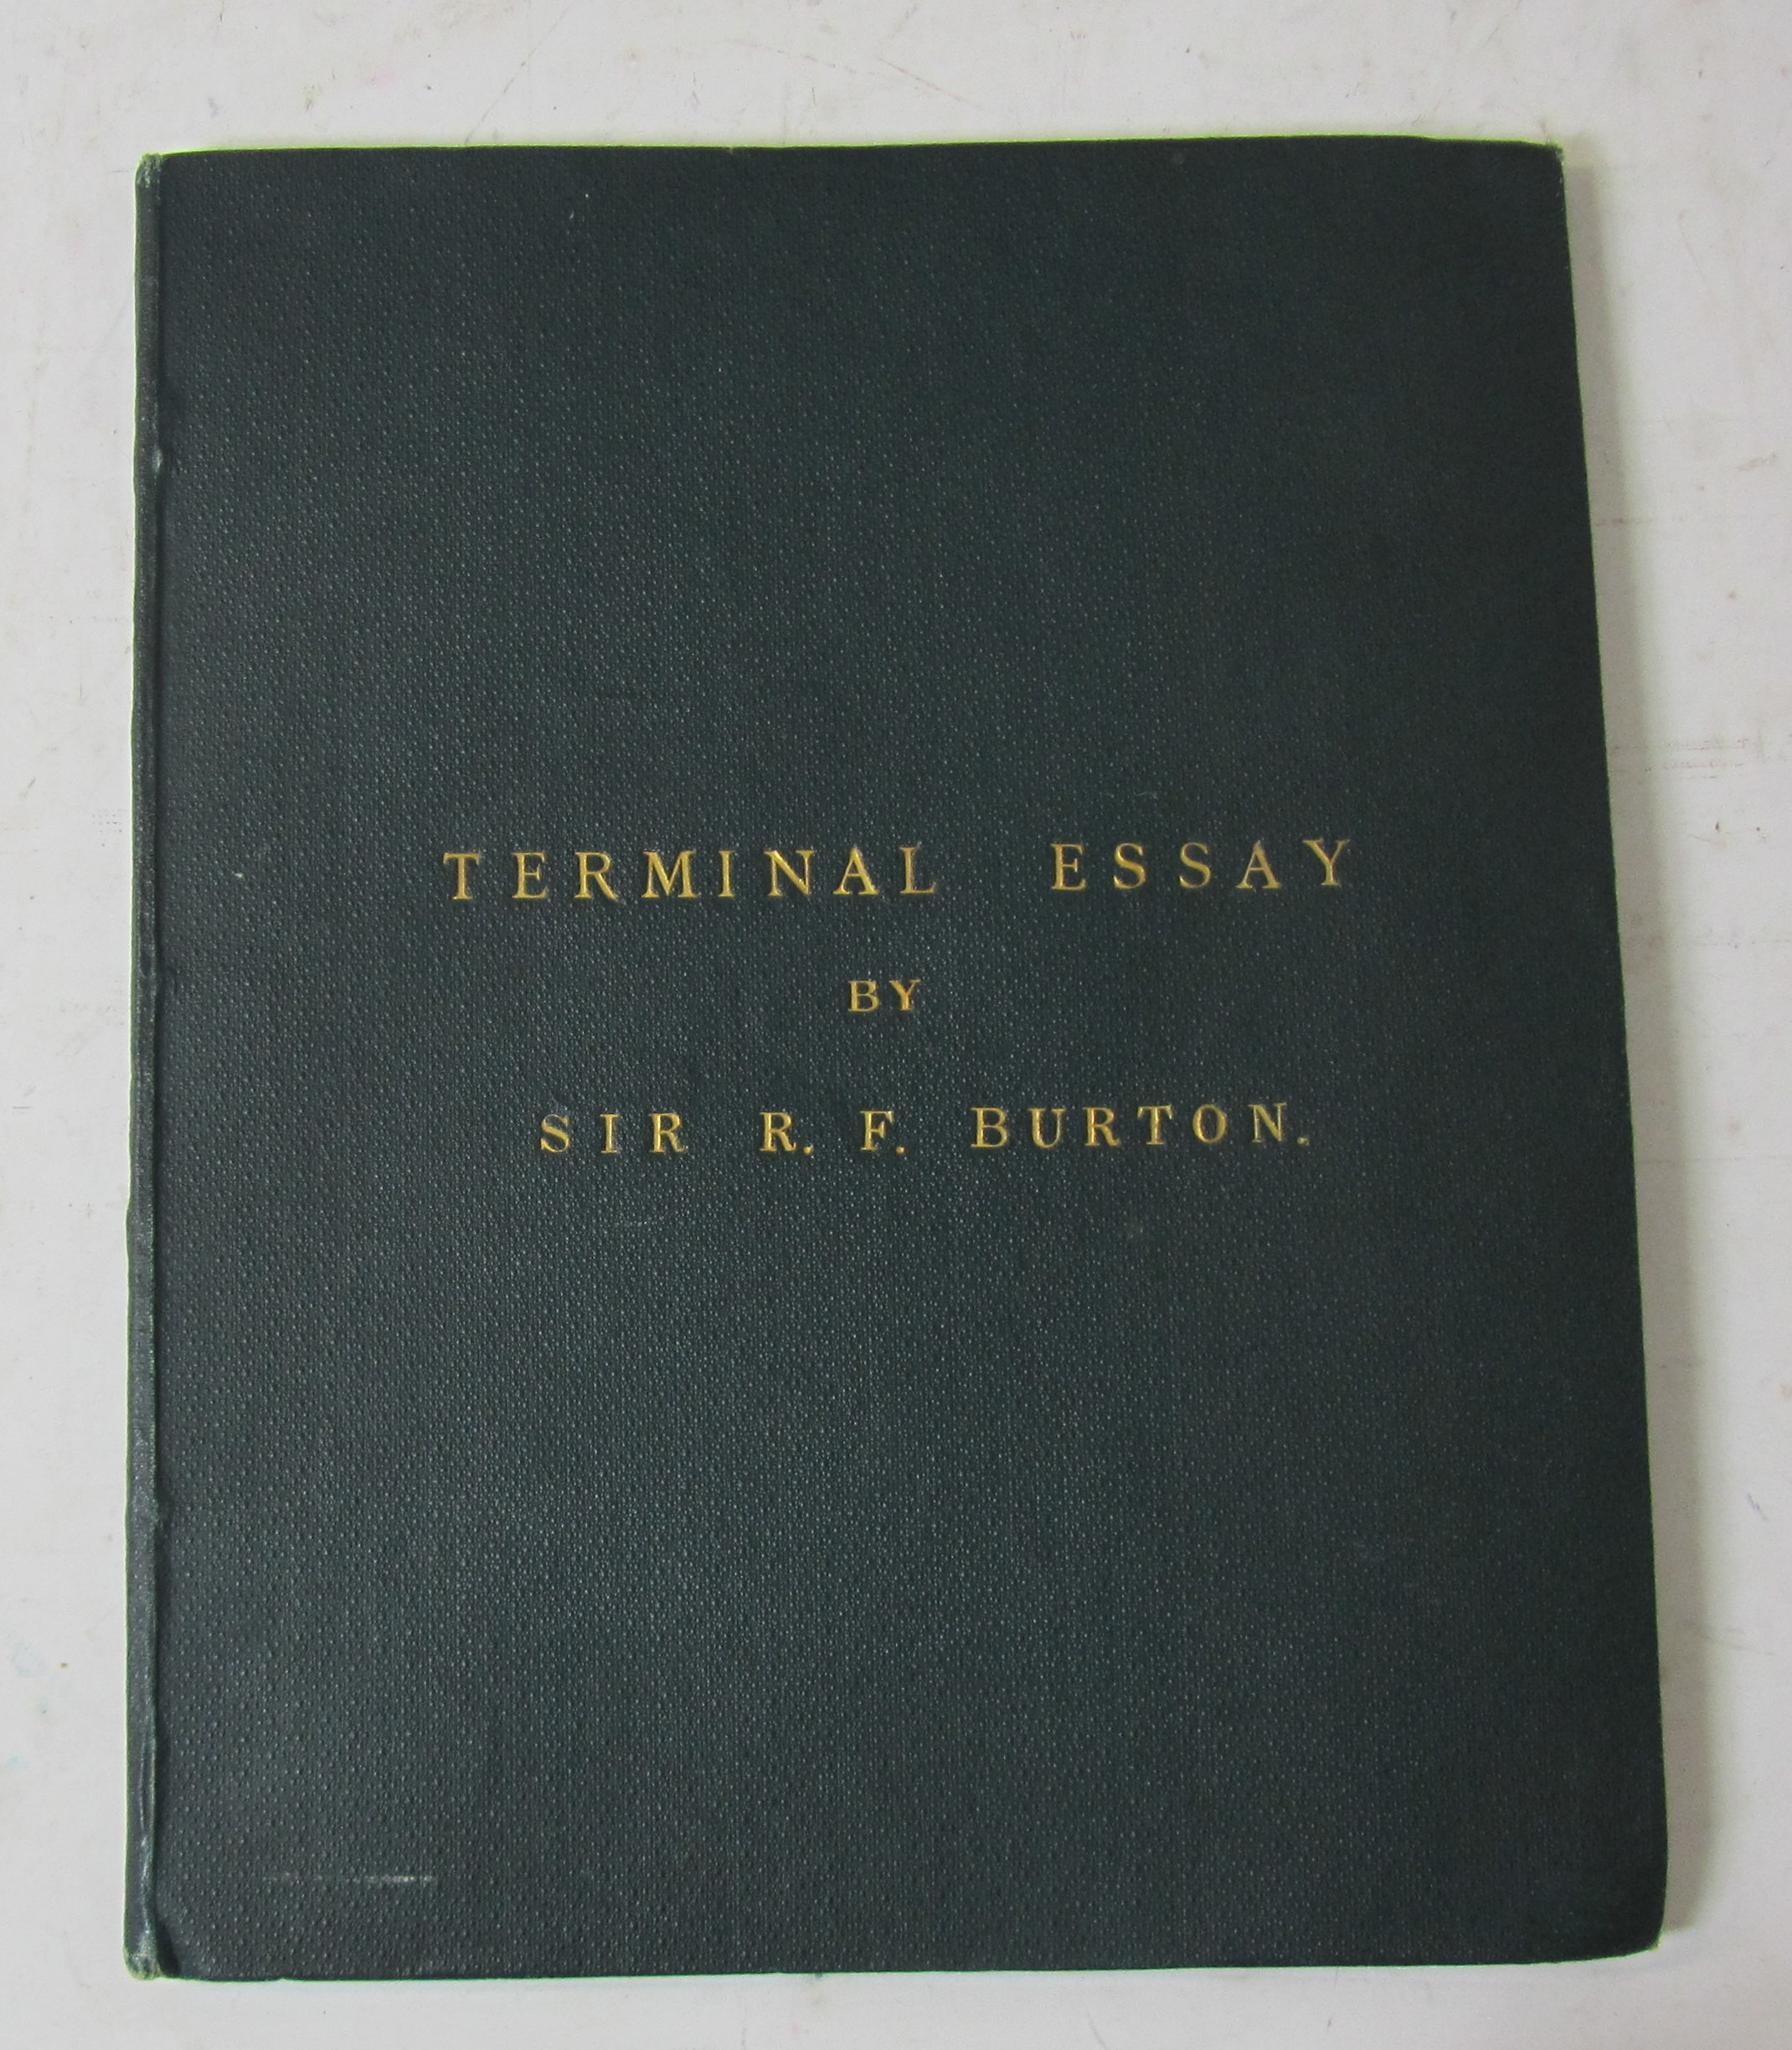 TERMINAL ESSAY
BY
SIR R. F. BURTON.